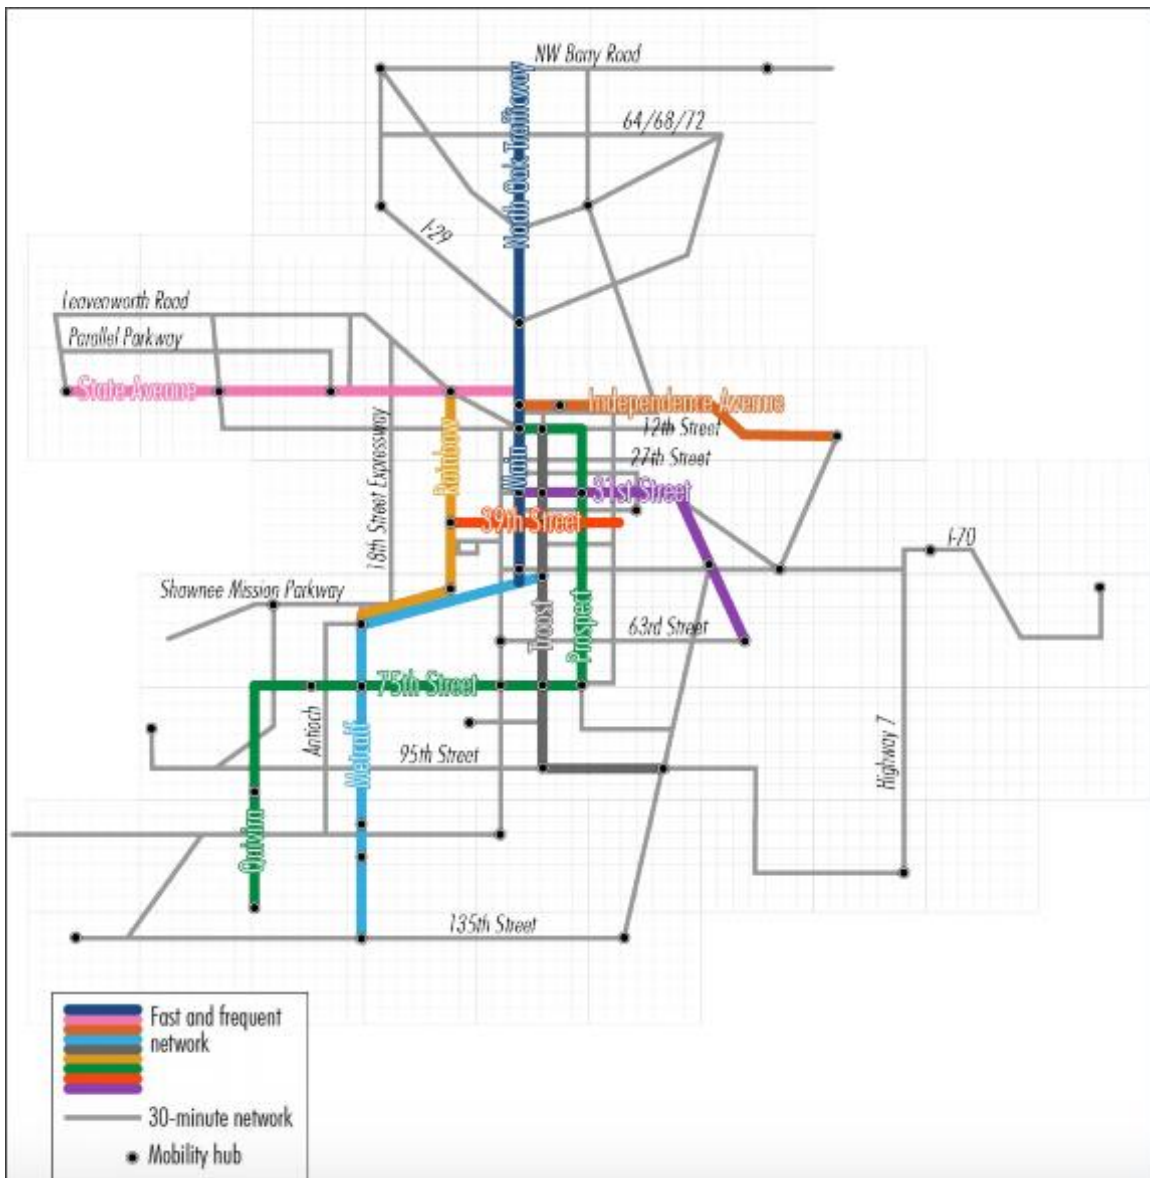 NW Barry Road
North Oak Trafficway
64/68/72
I-29
Leavenworth Road
Parallel Parkway
State Avenue
Independence Avenue
12th Street
18th Street Expressway
Rainbow
Main
27th Street
31st Street
39th Street
I-70
Shawnee Mission Parkway
Troost
Prospect
63rd Street
75th Street
Antioch
Metcalf
95th Street
Highway 7
Quivira
135th Street
Fast and frequent
network
30-minute network
Mobility hub